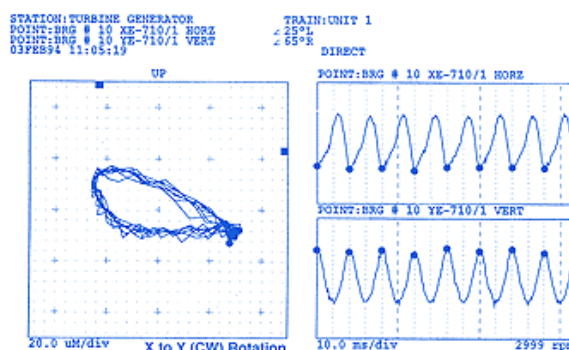 STATION:TURBINE GENERATOR TRAIN:UNIT 1
POINT:BRG @ 10 XE-710/1 HORZ ∠ 25°L
POINT:BRG @ 10 YE-710/1 VERT ∠ 65°R
03FEB94 11:05:19 DIRECT
UP
POINT:BRG @ 10 XE-710/1 HORZ
POINT:BRG @ 10 YE-710/1 VERT
20.0 uM/div X to Y (CW) Rotation
10.0 ms/div 2999 rpm